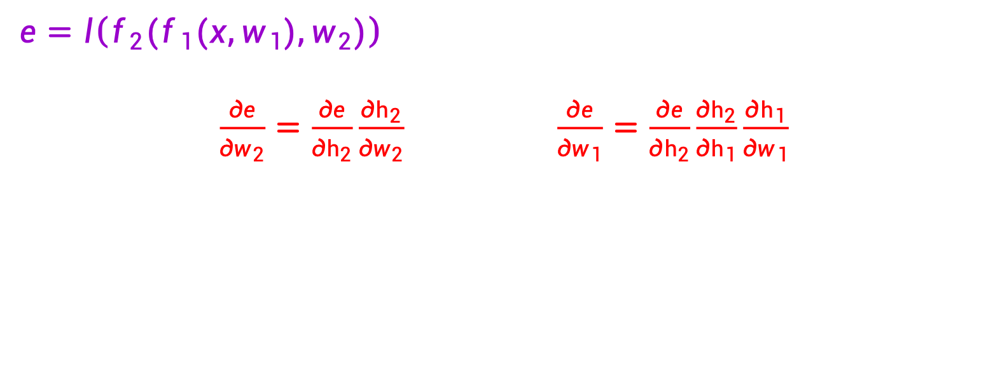 e = l(f₂(f₁(x, w₁), w₂))
∂e/∂w₂ = ∂e/∂h₂ ∂h₂/∂w₂
∂e/∂w₁ = ∂e/∂h₂ ∂h₂/∂h₁ ∂h₁/∂w₁